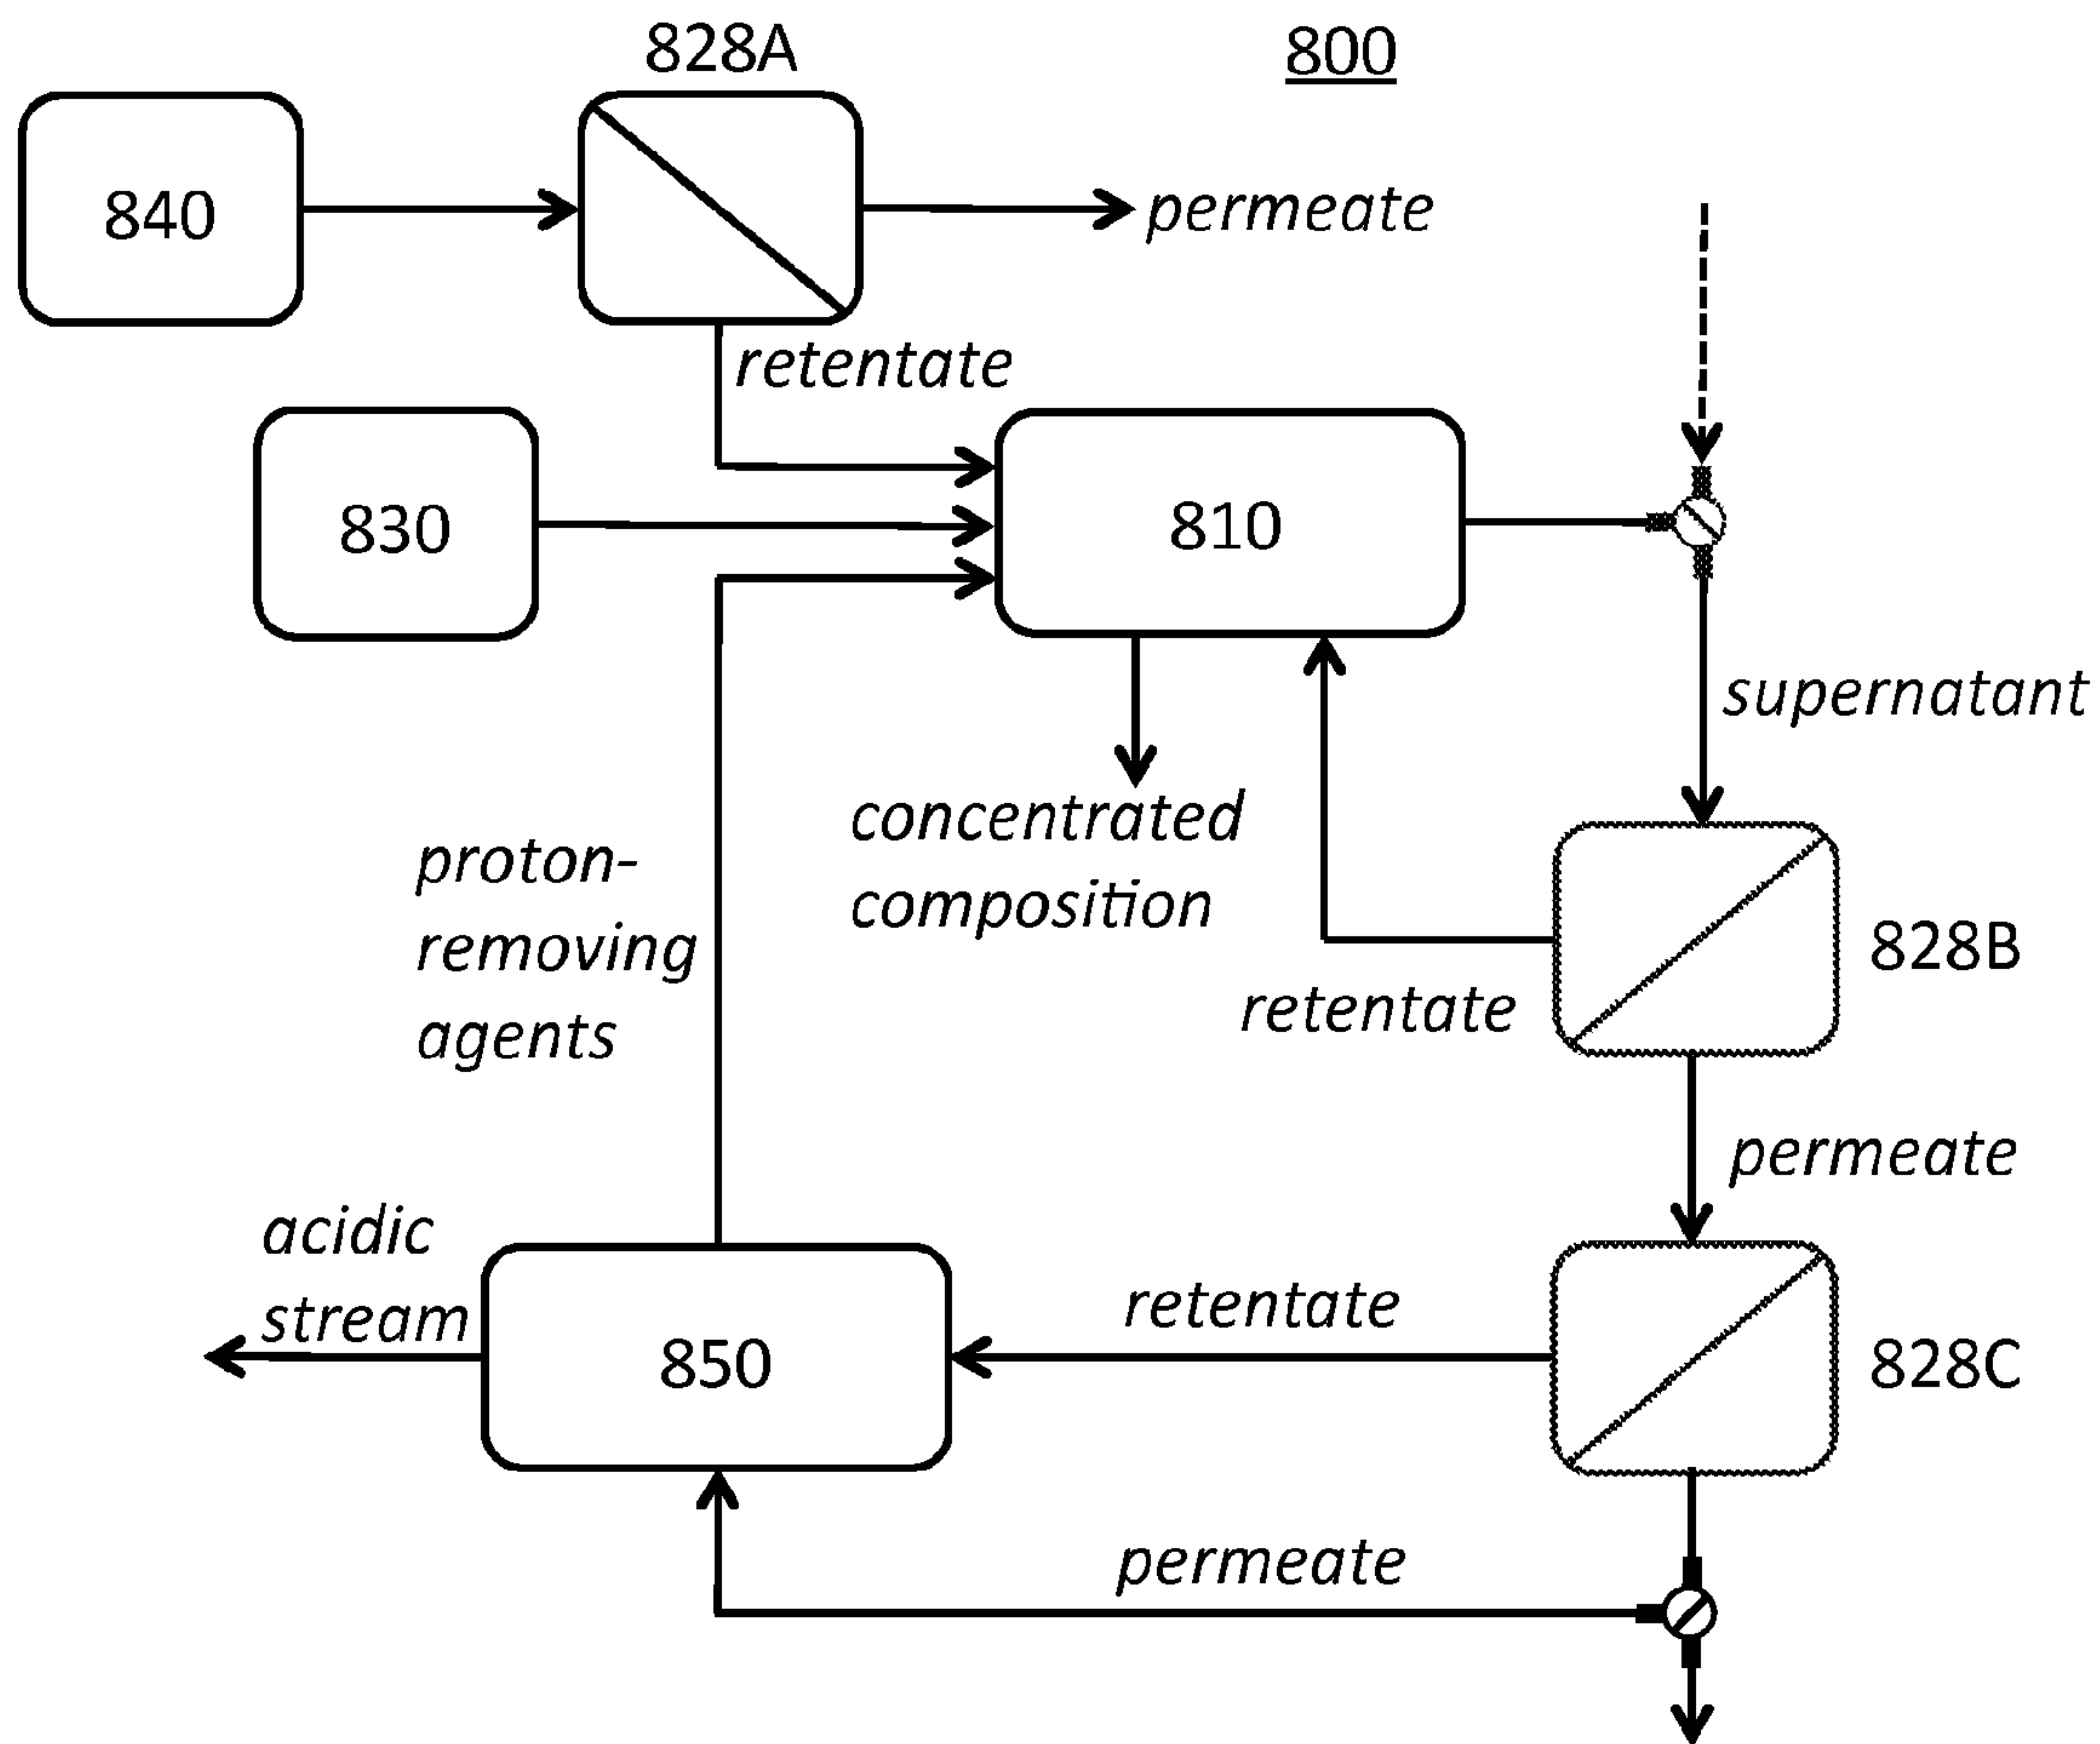 828A
800
840
permeate
retentate
830
810
supernatant
concentrated
composition
proton-
removing
agents
828B
retentate
permeate
acidic
stream
850
retentate
828C
permeate